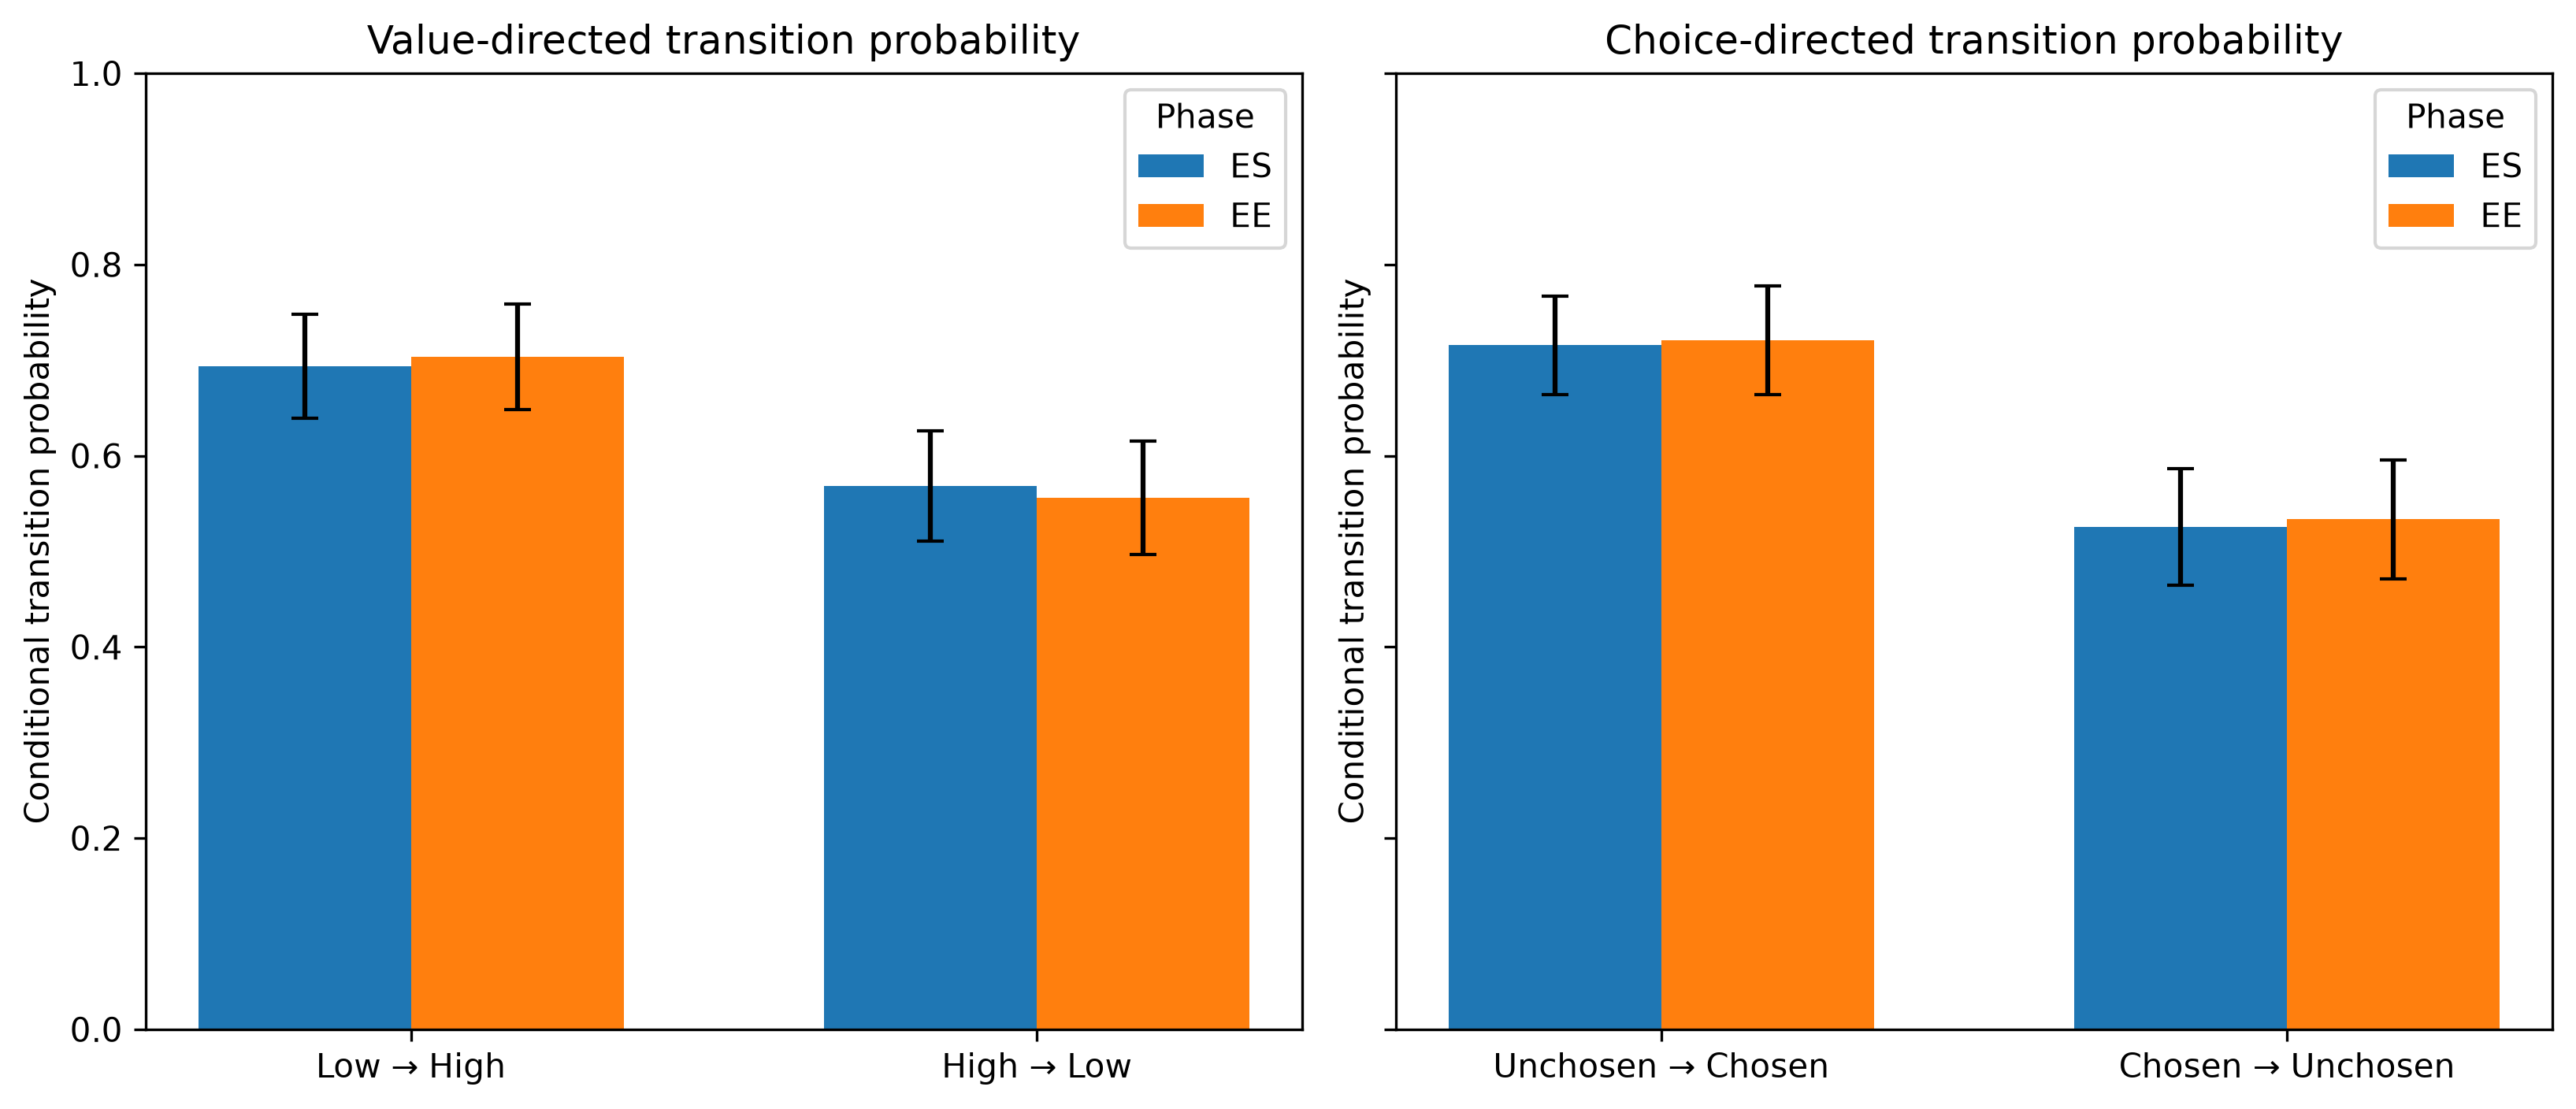 Value-directed transition probability
Conditional transition probability
1.0
0.8
0.6
0.4
0.2
0.0
Low → High
High → Low
Phase
ES
EE
Choice-directed transition probability
Conditional transition probability
Unchosen → Chosen
Chosen → Unchosen
Phase
ES
EE